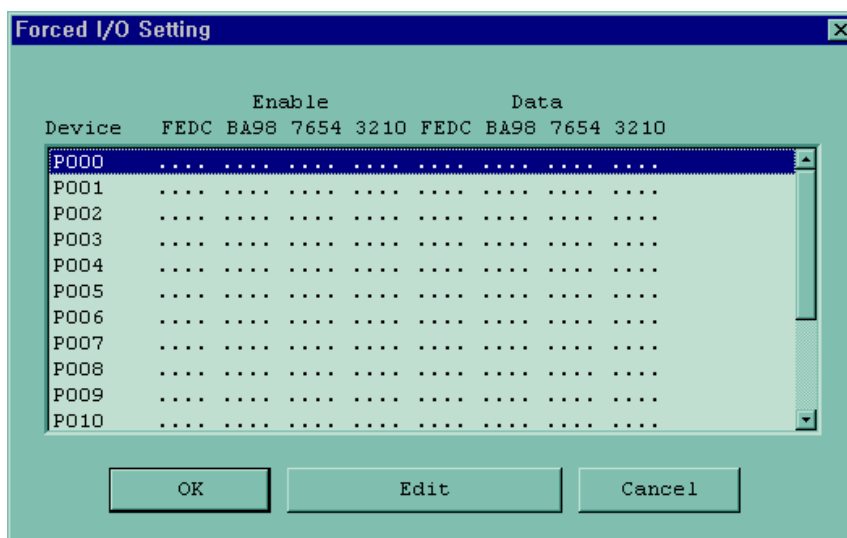 Forced I/O Setting
Enable Data
Device FEDC BA98 7654 3210 FEDC BA98 7654 3210
P000 .... .... .... .... .... .... .... ....
P001 .... .... .... .... .... .... .... ....
P002 .... .... .... .... .... .... .... ....
P003 .... .... .... .... .... .... .... ....
P004 .... .... .... .... .... .... .... ....
P005 .... .... .... .... .... .... .... ....
P006 .... .... .... .... .... .... .... ....
P007 .... .... .... .... .... .... .... ....
P008 .... .... .... .... .... .... .... ....
P009 .... .... .... .... .... .... .... ....
P010 .... .... .... .... .... .... .... ....
OK Edit Cancel